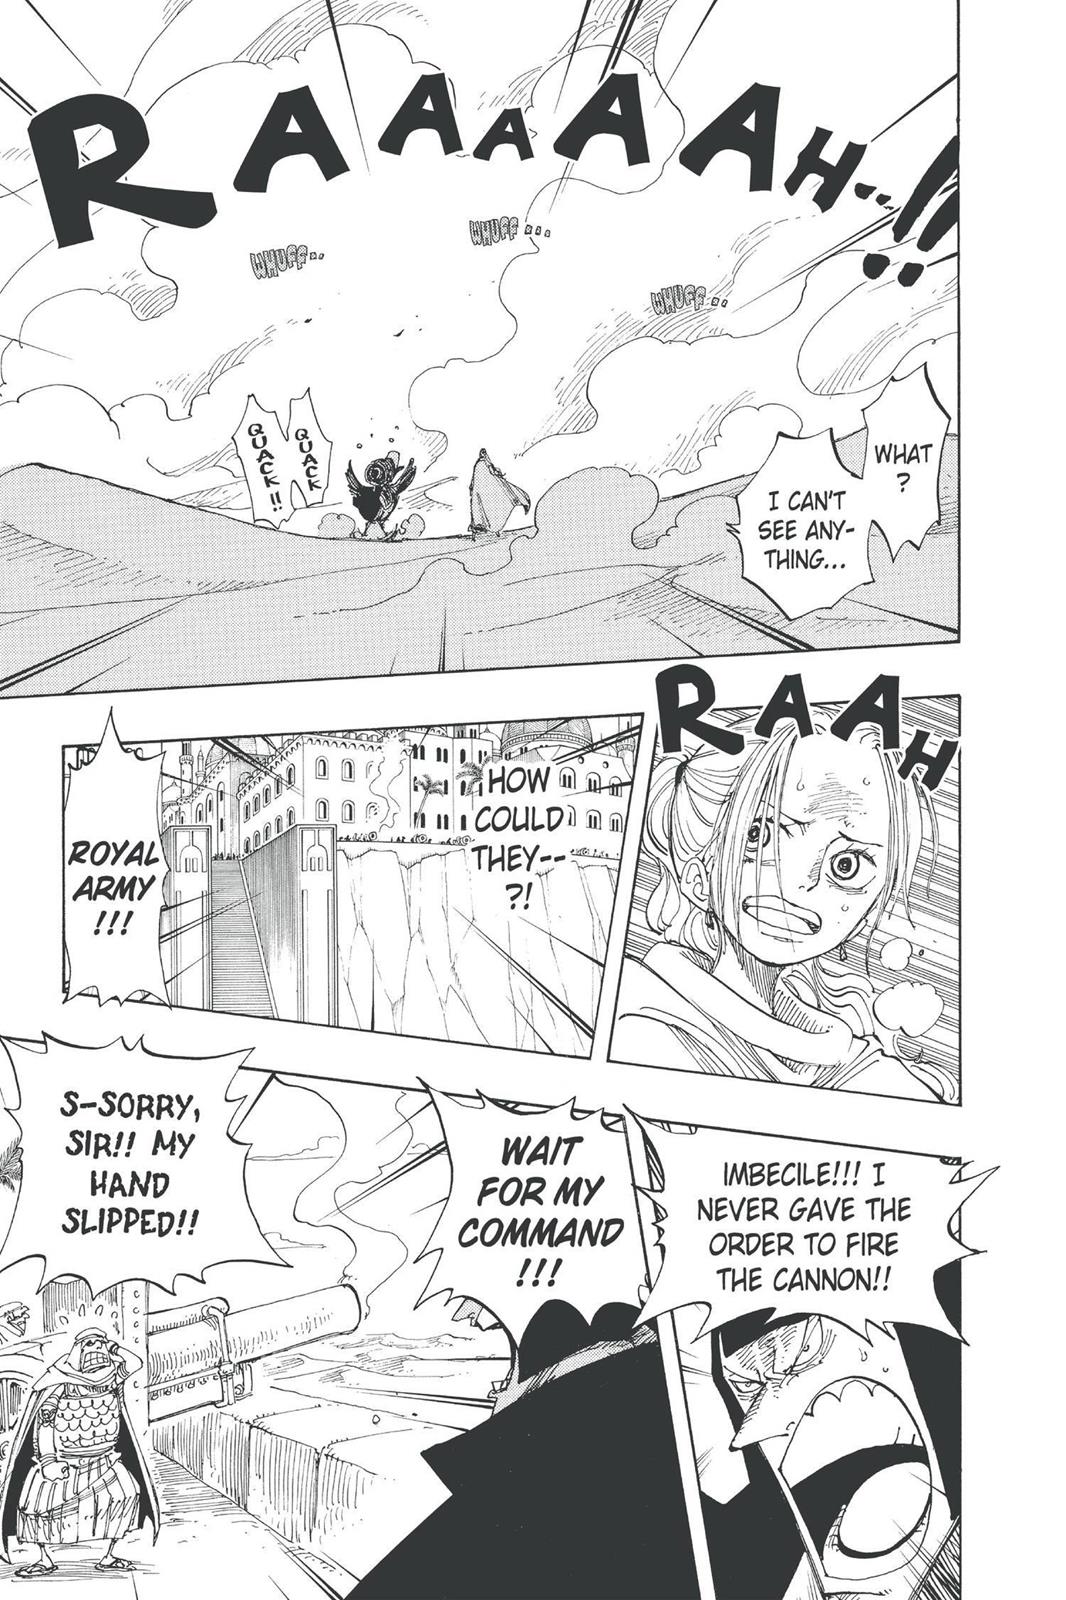 RAAAAAH..!!
WHUFF..
WHUFF...
WHUFF..
WHAT
?
I CAN'T
SEE ANY-
THING...
QUACK
QUACK!!
RAAH
HOW
COULD
THEY--
?!
ROYAL
ARMY
!!!
IMBECILE!!! I
NEVER GAVE THE
ORDER TO FIRE
THE CANNON!!
WAIT
FOR MY
COMMAND
!!!
S-SORRY,
SIR!! MY
HAND
SLIPPED!!